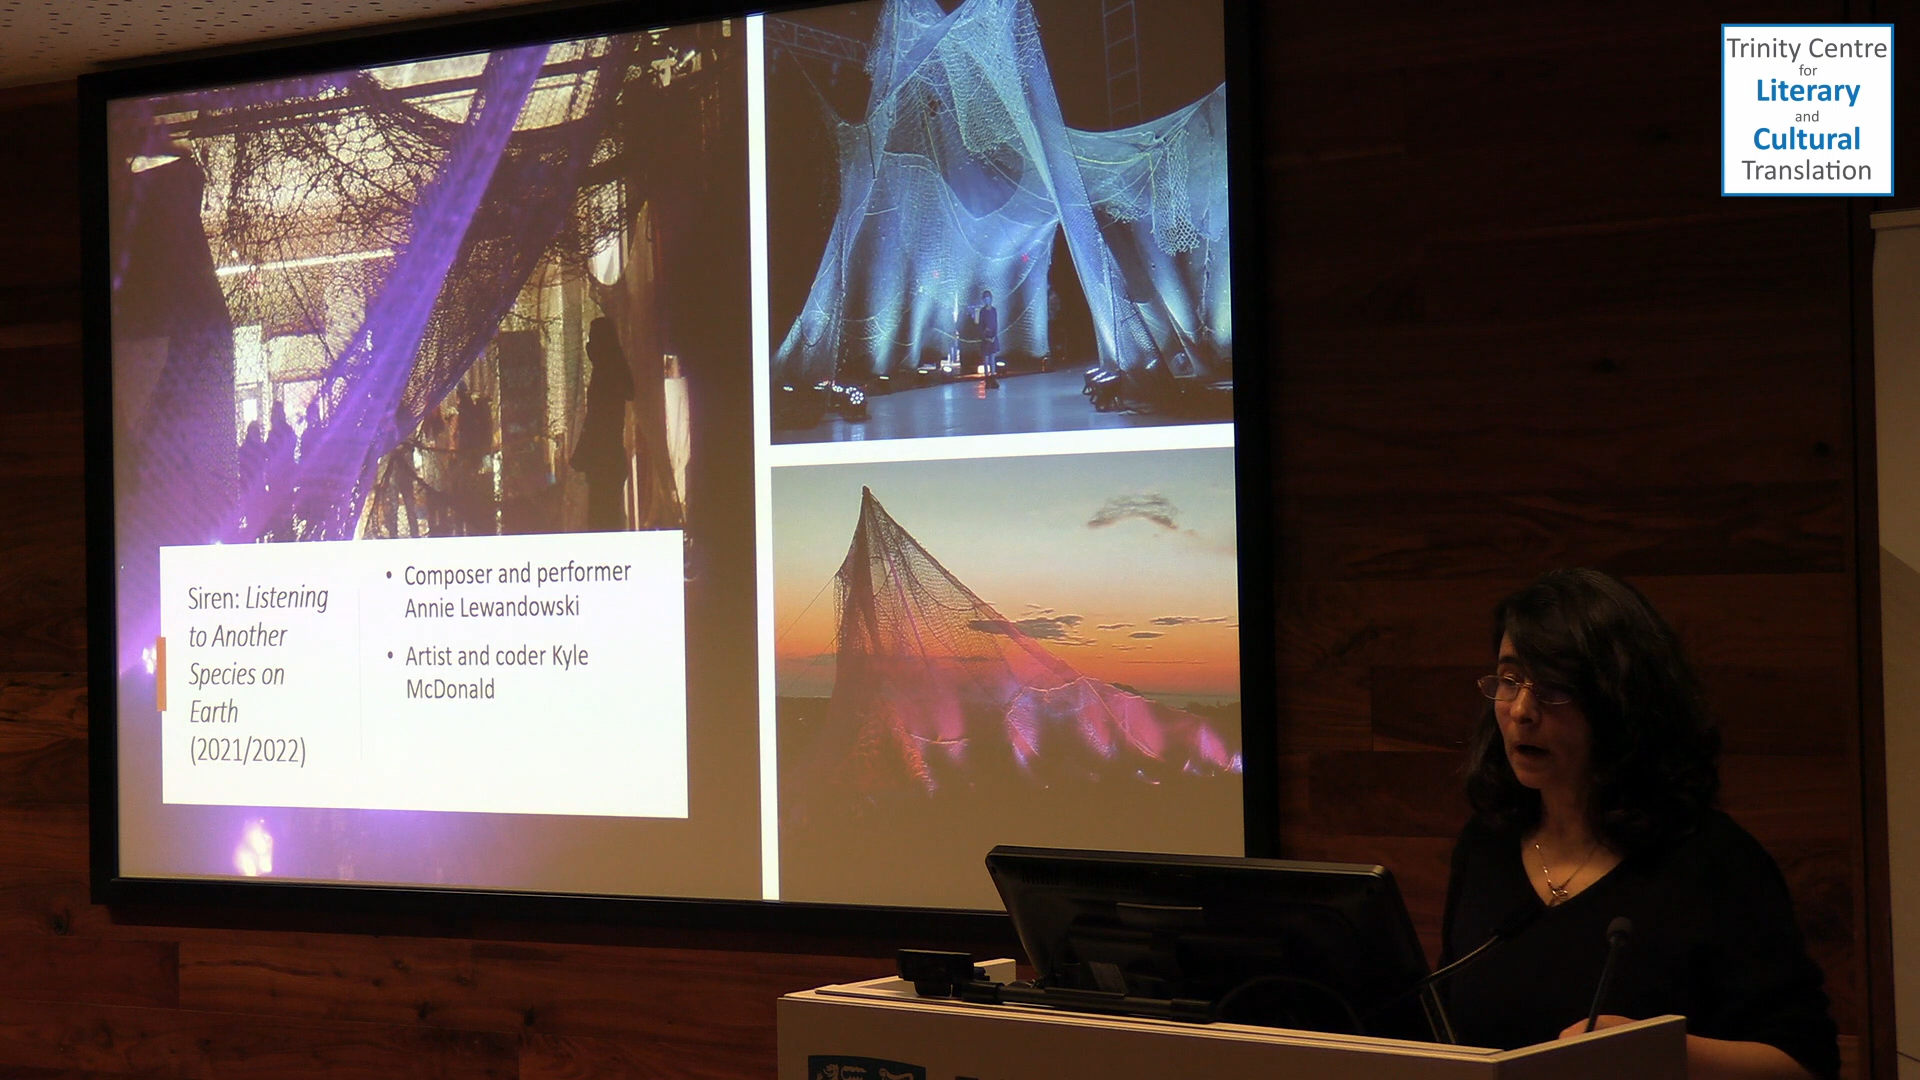 Siren: Listening
to Another
Species on
Earth
(2021/2022)
• Composer and performer
Annie Lewandowski
• Artist and coder Kyle
McDonald
Trinity Centre
for
Literary
and
Cultural
Translation